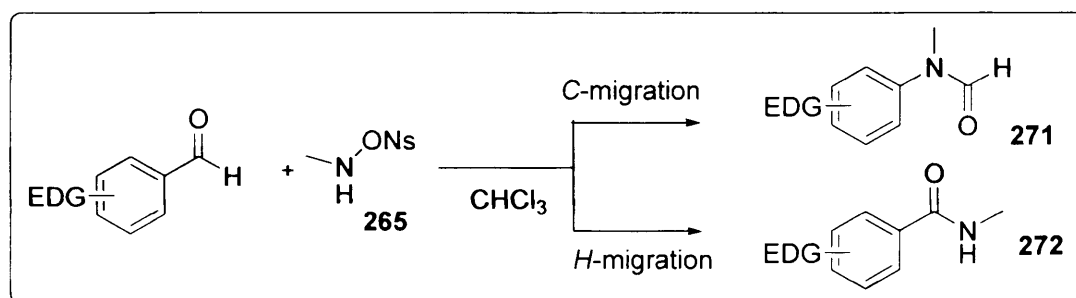 N
H
O
271
EDG
C-migration
O
H
EDG
+
N
H
ONs
265
CHCl3
H-migration
O
N
H
272
EDG